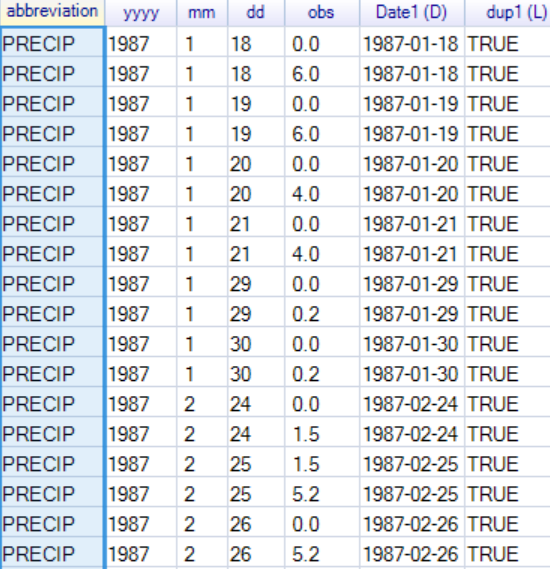 abbreviation yyyy mm dd obs Date1 (D) dup1 (L)
PRECIP 1987 1 18 0.0 1987-01-18 TRUE
PRECIP 1987 1 18 6.0 1987-01-18 TRUE
PRECIP 1987 1 19 0.0 1987-01-19 TRUE
PRECIP 1987 1 19 6.0 1987-01-19 TRUE
PRECIP 1987 1 20 0.0 1987-01-20 TRUE
PRECIP 1987 1 20 4.0 1987-01-20 TRUE
PRECIP 1987 1 21 0.0 1987-01-21 TRUE
PRECIP 1987 1 21 4.0 1987-01-21 TRUE
PRECIP 1987 1 29 0.0 1987-01-29 TRUE
PRECIP 1987 1 29 0.2 1987-01-29 TRUE
PRECIP 1987 1 30 0.0 1987-01-30 TRUE
PRECIP 1987 1 30 0.2 1987-01-30 TRUE
PRECIP 1987 2 24 0.0 1987-02-24 TRUE
PRECIP 1987 2 24 1.5 1987-02-24 TRUE
PRECIP 1987 2 25 1.5 1987-02-25 TRUE
PRECIP 1987 2 25 5.2 1987-02-25 TRUE
PRECIP 1987 2 26 0.0 1987-02-26 TRUE
PRECIP 1987 2 26 5.2 1987-02-26 TRUE